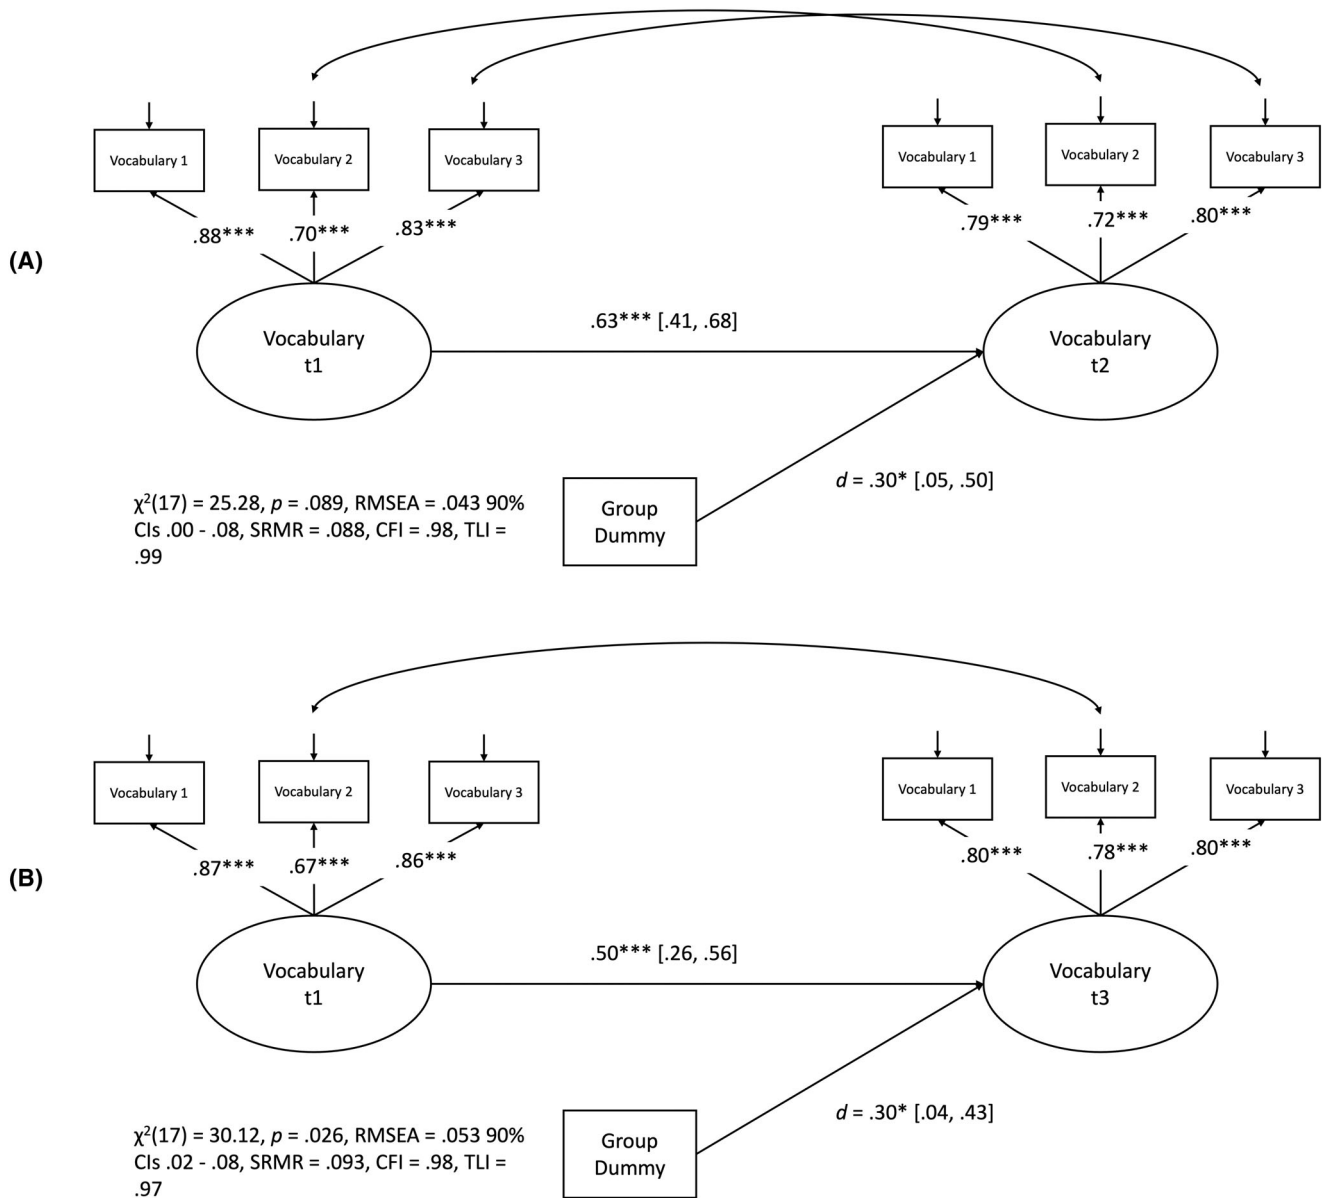 Vocabulary 1
Vocabulary 2
Vocabulary 3
Vocabulary 1
Vocabulary 2
Vocabulary 3
.88***
.70***
.83***
.79***
.72***
.80***
(A)
Vocabulary
t1
.63*** [.41, .68]
Vocabulary
t2
d = .30* [.05, .50]
χ²(17) = 25.28, p = .089, RMSEA = .043 90%
CIs .00 - .08, SRMR = .088, CFI = .98, TLI =
.99
Group
Dummy
Vocabulary 1
Vocabulary 2
Vocabulary 3
Vocabulary 1
Vocabulary 2
Vocabulary 3
.87***
.67***
.86***
.80***
.78***
.80***
(B)
Vocabulary
t1
.50*** [.26, .56]
Vocabulary
t3
d = .30* [.04, .43]
χ²(17) = 30.12, p = .026, RMSEA = .053 90%
CIs .02 - .08, SRMR = .093, CFI = .98, TLI =
.97
Group
Dummy